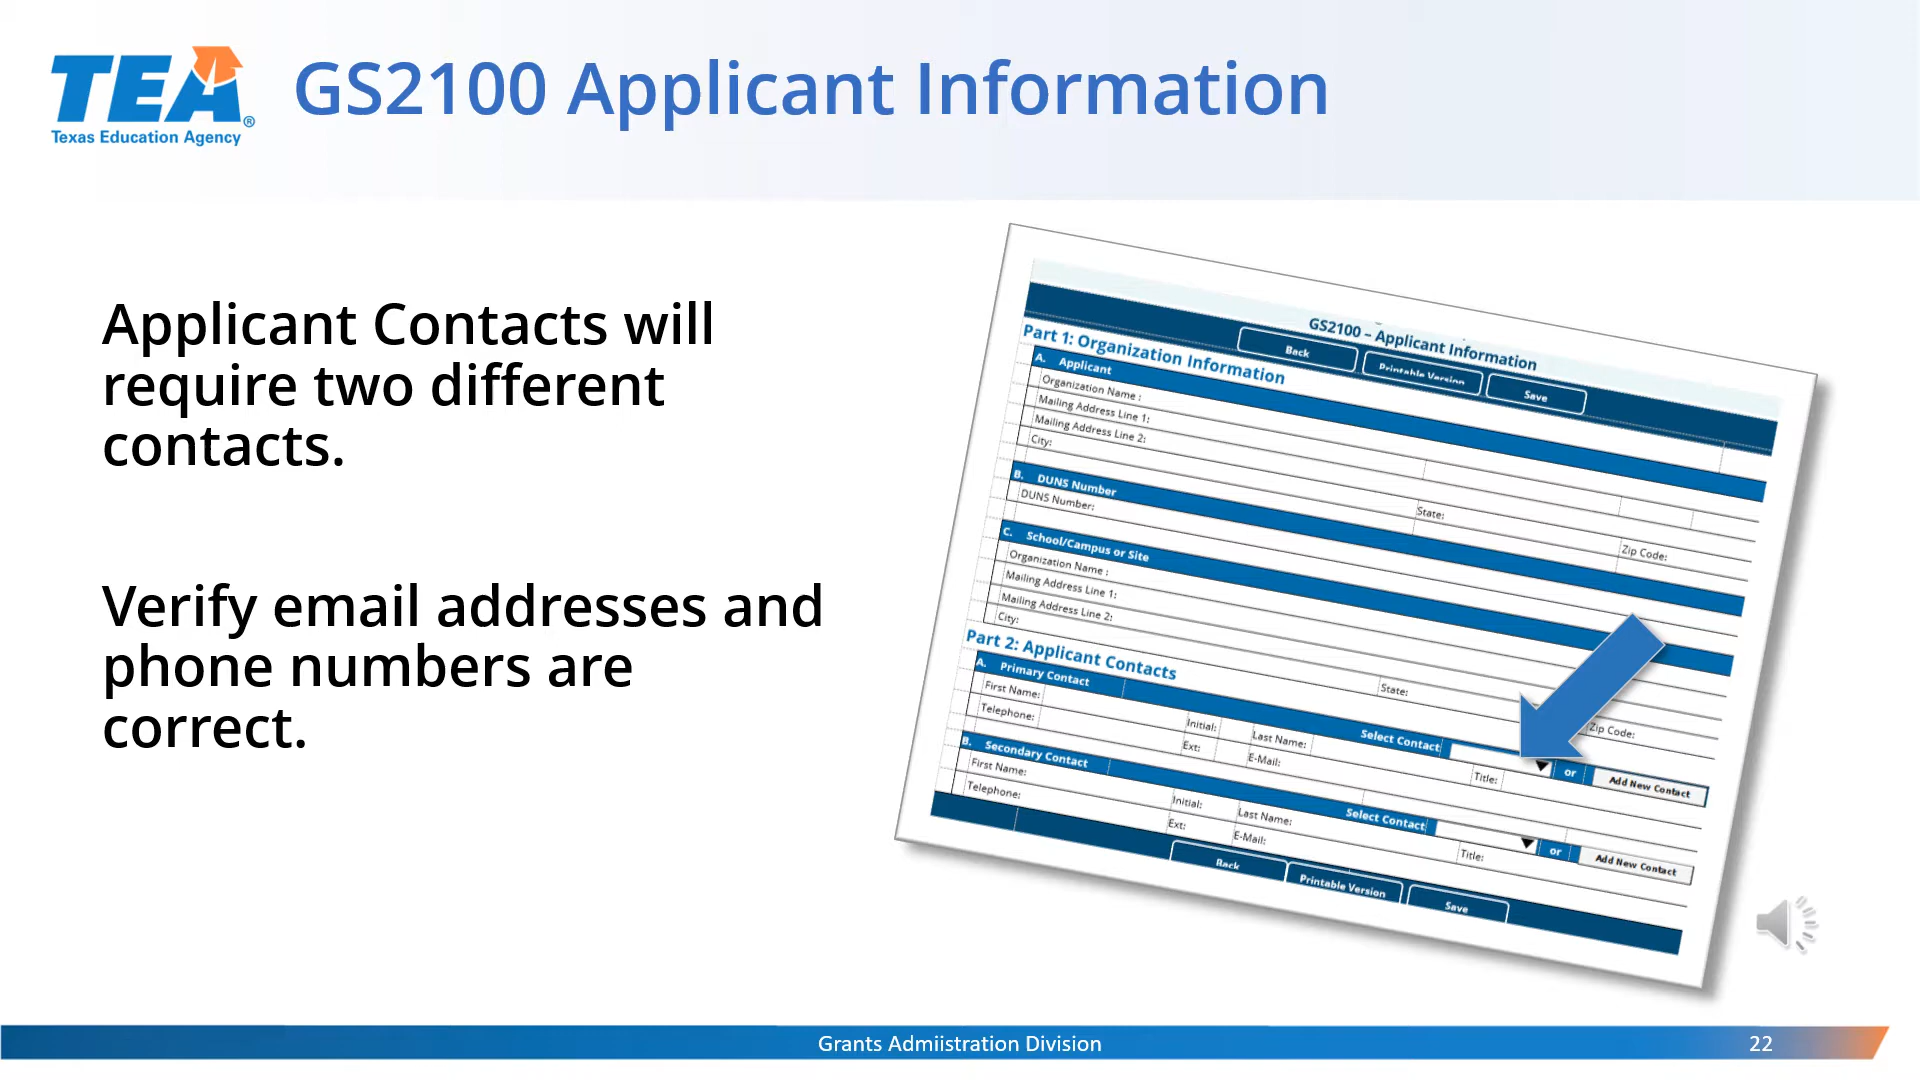 TEA®
Texas Education Agency
GS2100 Applicant Information
Applicant Contacts will
require two different
contacts.
Verify email addresses and
phone numbers are
correct.
GS2100 – Applicant Information
Back
Printable Version
Save
Part 1: Organization Information
A. Applicant
Organization Name :
Mailing Address Line 1:
Mailing Address Line 2:
City:
State:
Zip Code:
B. DUNS Number
DUNS Number:
C. School/Campus or Site
Organization Name :
Mailing Address Line 1:
Mailing Address Line 2:
City:
State:
Zip Code:
Part 2: Applicant Contacts
A. Primary Contact
Select Contact
or
Add New Contact
First Name:
Initial:
Last Name:
Title:
Telephone:
Ext:
E-Mail:
B. Secondary Contact
Select Contact
or
Add New Contact
First Name:
Initial:
Last Name:
Title:
Telephone:
Ext:
E-Mail:
Back
Printable Version
Save
Grants Admiistration Division
22